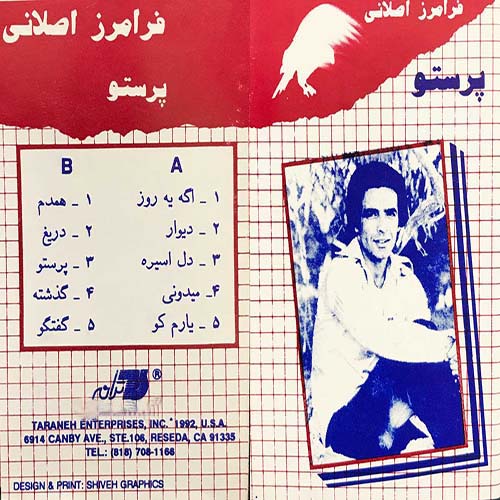 فرامرز اصلانی
پرستو
فرامرز اصلانی
پرستو
A
۱ ـ اگه یه روز
۲ ـ دیوار
۳ ـ دل اسیره
۴ ـ میدونی
۵ ـ یارم کو
B
۱ ـ همدم
۲ ـ دریغ
۳ ـ پرستو
۴ ـ گذشته
۵ ـ گفتگو
ترانه ®
TARANEH ENTERPRISES, INC. * 1992, U.S.A.
6914 CANBY AVE., STE.106, RESEDA, CA 91335
TEL.: (818) 708-1166
DESIGN & PRINT: SHIVEH GRAPHICS